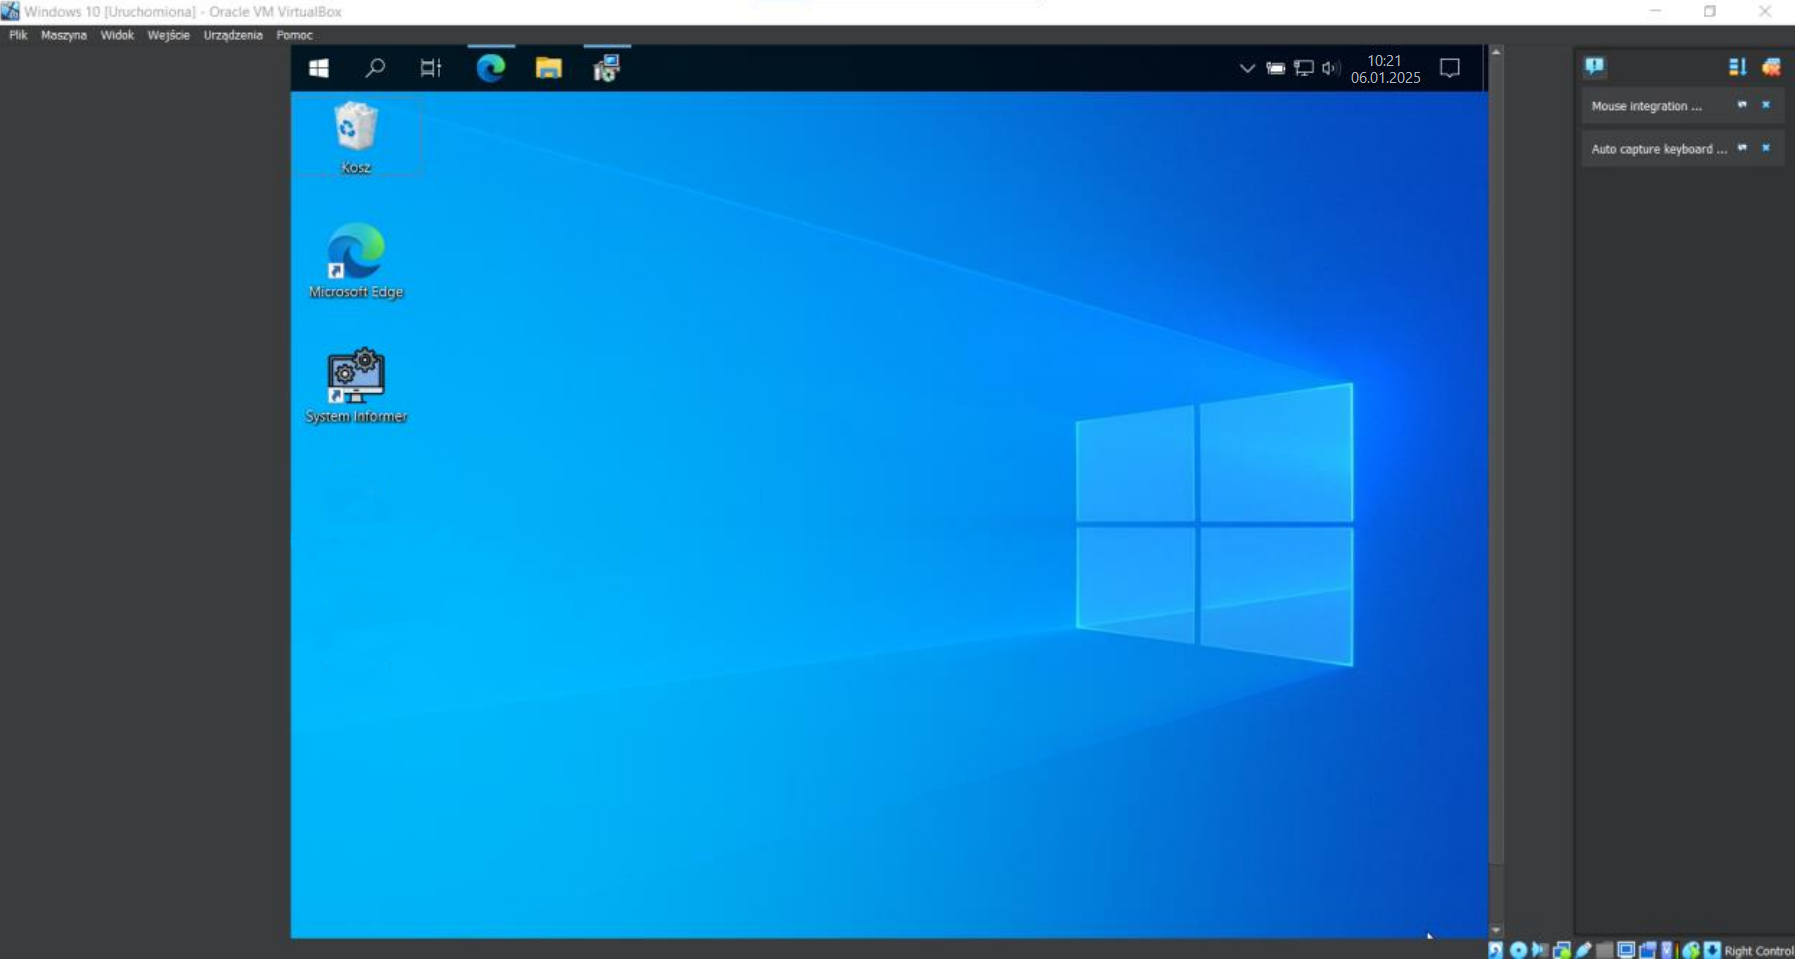 Windows 10 [Uruchomiona] - Oracle VM VirtualBox
Plik Maszyna Widok Wejście Urządzenia Pomoc
10:21
06.01.2025
Kosz
Microsoft Edge
System Informer
Mouse integration ...
Auto capture keyboard ...
Right Control